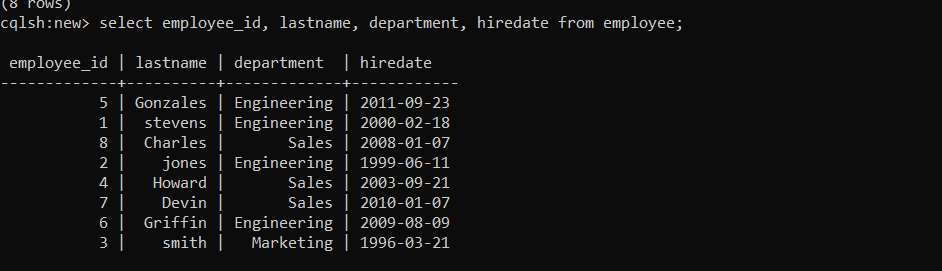 (8 rows)
cqlsh:new> select employee_id, lastname, department, hiredate from employee;
employee_id | lastname | department | hiredate
-------------+----------+-------------+------------
5 | Gonzales | Engineering | 2011-09-23
1 | stevens | Engineering | 2000-02-18
8 | Charles | Sales | 2008-01-07
2 | jones | Engineering | 1999-06-11
4 | Howard | Sales | 2003-09-21
7 | Devin | Sales | 2010-01-07
6 | Griffin | Engineering | 2009-08-09
3 | smith | Marketing | 1996-03-21